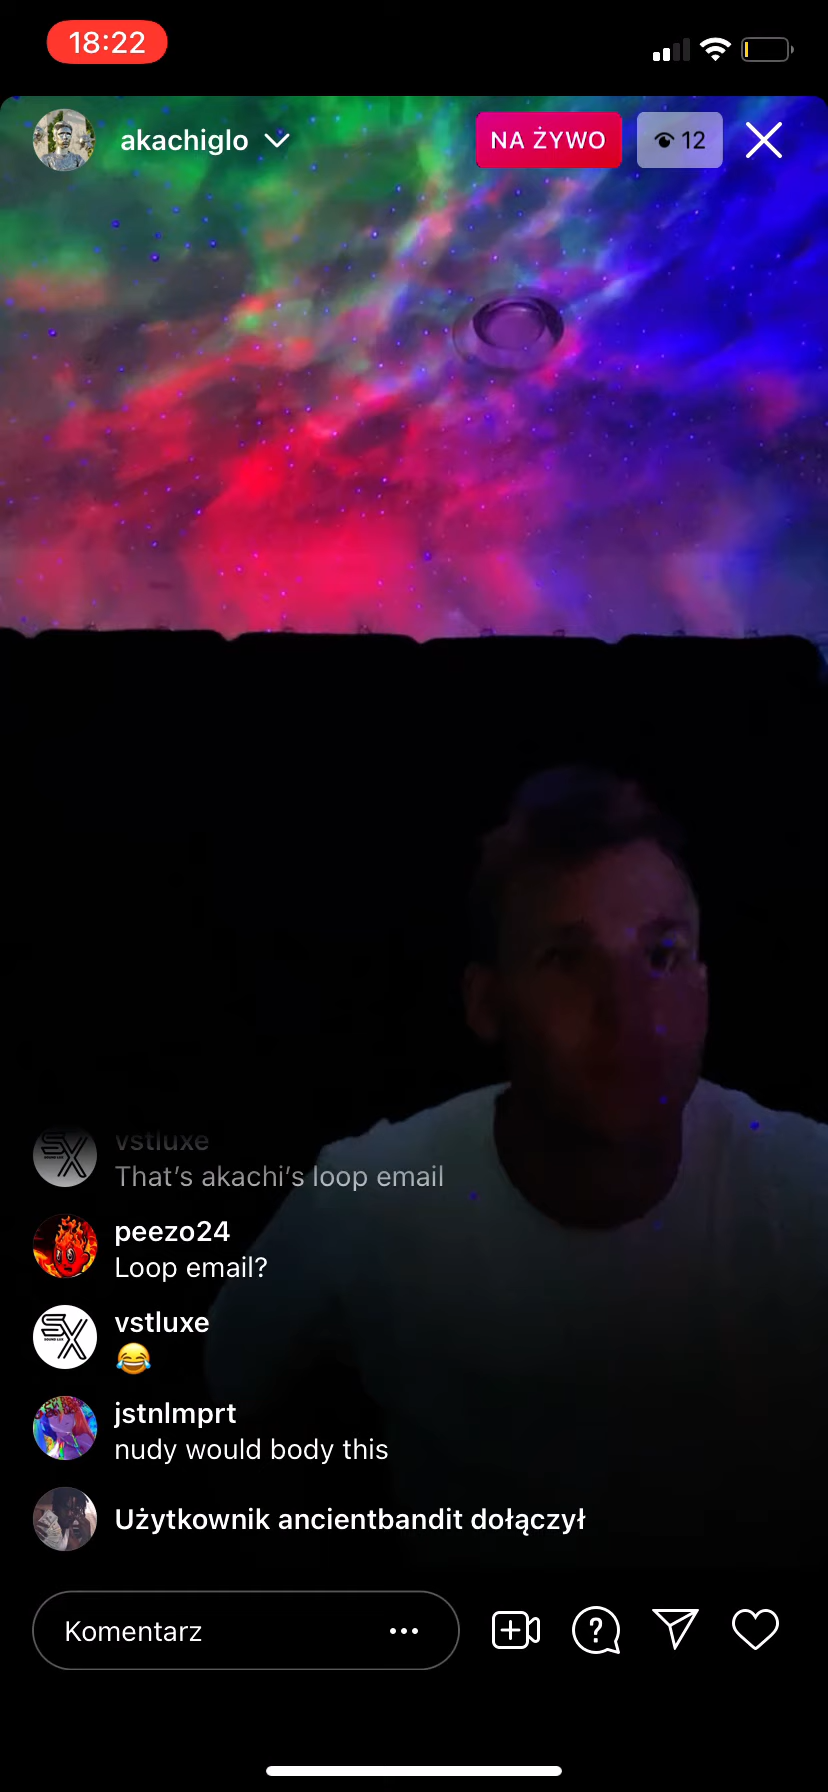 18:22
akachiglo
NA ŻYWO
12
vstluxe
That’s akachi’s loop email
peezo24
Loop email?
vstluxe
😂
jstnlmprt
nudy would body this
Użytkownik ancientbandit dołączył
Komentarz